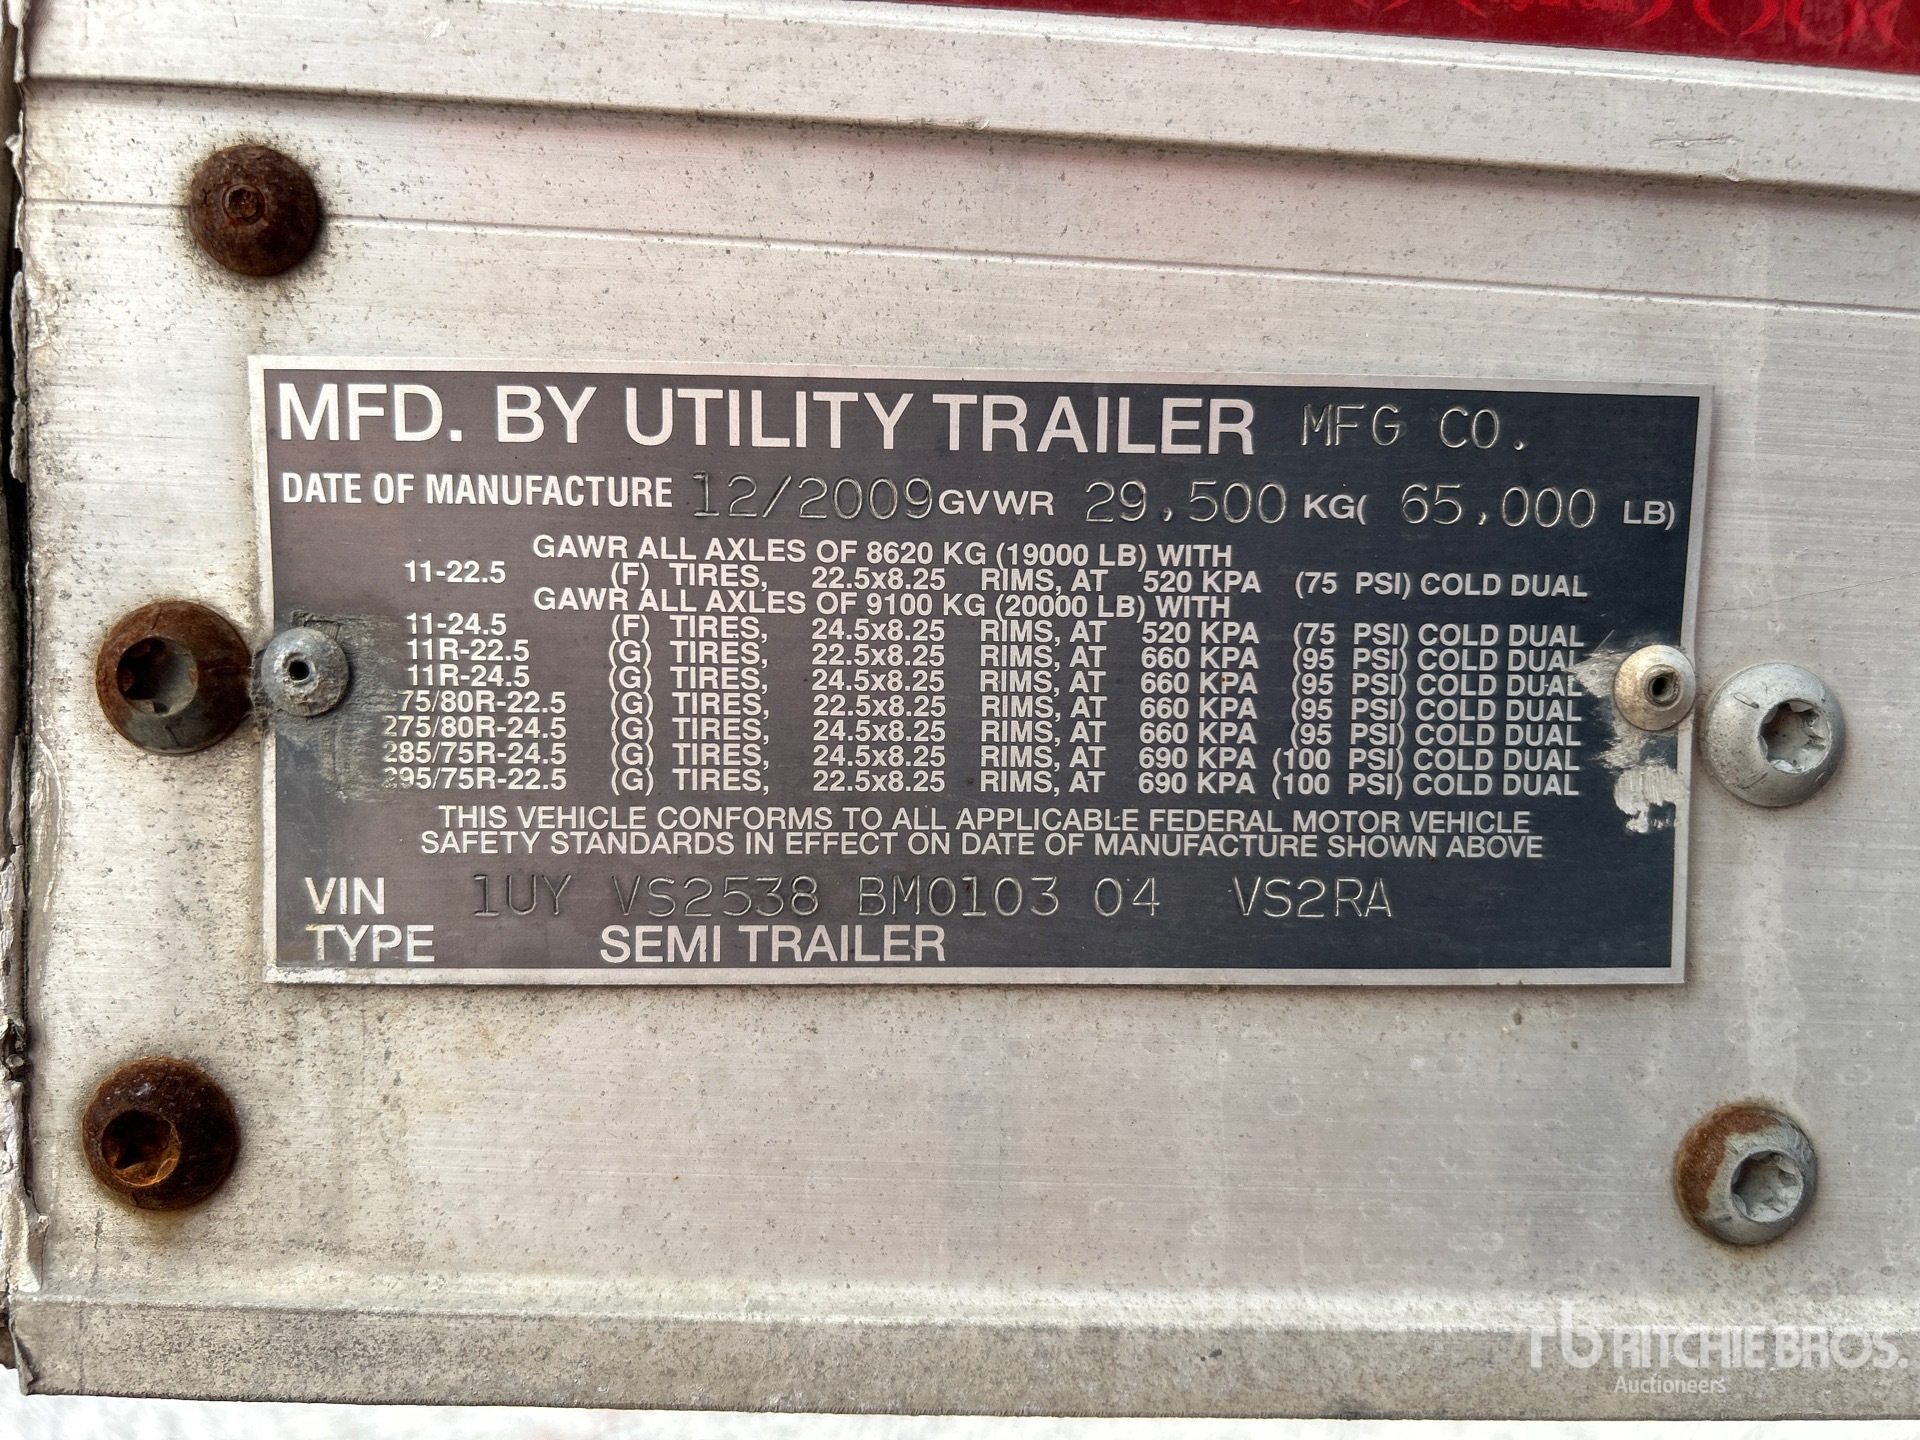 MFD. BY UTILITY TRAILER MFG CO.
DATE OF MANUFACTURE 12/2009 GVWR 29,500 KG( 65,000 LB)
GAWR ALL AXLES OF 8620 KG (19000 LB) WITH
11-22.5 (F) TIRES, 22.5x8.25 RIMS, AT 520 KPA (75 PSI) COLD DUAL
GAWR ALL AXLES OF 9100 KG (20000 LB) WITH
11-24.5 (F) TIRES, 24.5x8.25 RIMS, AT 520 KPA (75 PSI) COLD DUAL
11R-22.5 (G) TIRES, 22.5x8.25 RIMS, AT 660 KPA (95 PSI) COLD DUAL
11R-24.5 (G) TIRES, 24.5x8.25 RIMS, AT 660 KPA (95 PSI) COLD DUAL
75/80R-22.5 (G) TIRES, 22.5x8.25 RIMS, AT 660 KPA (95 PSI) COLD DUAL
275/80R-24.5 (G) TIRES, 24.5x8.25 RIMS, AT 660 KPA (95 PSI) COLD DUAL
285/75R-24.5 (G) TIRES, 24.5x8.25 RIMS, AT 690 KPA (100 PSI) COLD DUAL
295/75R-22.5 (G) TIRES, 22.5x8.25 RIMS, AT 690 KPA (100 PSI) COLD DUAL
THIS VEHICLE CONFORMS TO ALL APPLICABLE FEDERAL MOTOR VEHICLE
SAFETY STANDARDS IN EFFECT ON DATE OF MANUFACTURE SHOWN ABOVE
VIN 1UY VS2538 BM0103 04 VS2RA
TYPE SEMI TRAILER
rb RITCHIE BROS.
Auctioneers